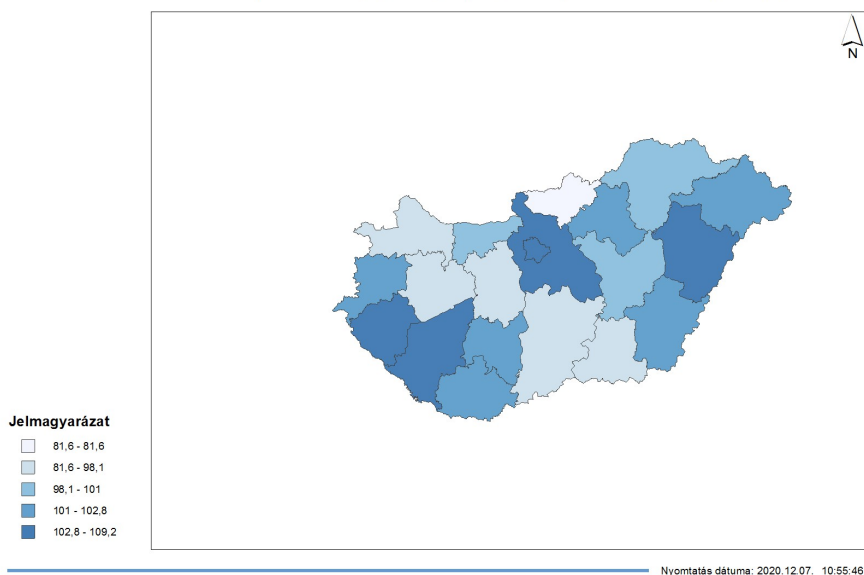 N
Jelmagyarázat
81,6 - 81,6
81,6 - 98,1
98,1 - 101
101 - 102,8
102,8 - 109,2
Nyomtatás dátuma: 2020.12.07. 10:55:46